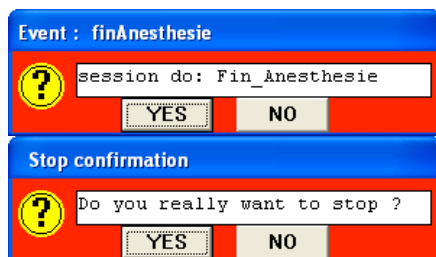 Event : finAnesthesie
session do: Fin_Anesthesie
YES NO
Stop confirmation
Do you really want to stop ?
YES NO